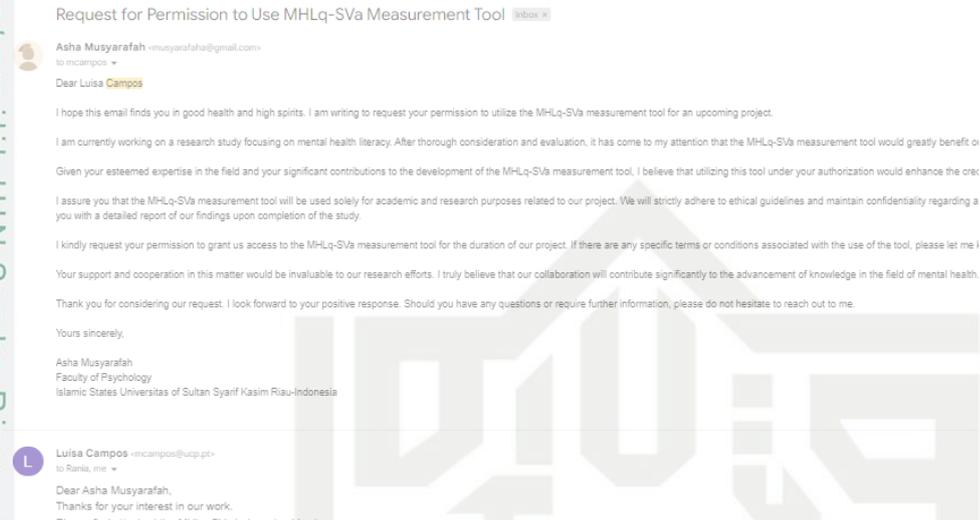 Request for Permission to Use MHLq-SVa Measurement Tool Inbox ×
Asha Musyarafah <musyarafaha@gmail.com>
to mcampos
Dear Luisa Campos
I hope this email finds you in good health and high spirits. I am writing to request your permission to utilize the MHLq-SVa measurement tool for an upcoming project.
I am currently working on a research study focusing on mental health literacy. After thorough consideration and evaluation, it has come to my attention that the MHLq-SVa measurement tool would greatly benefit
Given your esteemed expertise in the field and your significant contributions to the development of the MHLq-SVa measurement tool, I believe that utilizing this tool under your authorization would enhance the
I assure you that the MHLq-SVa measurement tool will be used solely for academic and research purposes related to our project. We will strictly adhere to ethical guidelines and maintain confidentiality regarding
you with a detailed report of our findings upon completion of the study.
I kindly request your permission to grant us access to the MHLq-SVa measurement tool for the duration of our project. If there are any specific terms or conditions associated with the use of the tool, please let me
Your support and cooperation in this matter would be invaluable to our research efforts. I truly believe that our collaboration will contribute significantly to the advancement of knowledge in the field of mental health.
Thank you for considering our request. I look forward to your positive response. Should you have any questions or require further information, please do not hesitate to reach out to me.
Yours sincerely,
Asha Musyarafah
Faculty of Psychology
Islamic States Universitas of Sultan Syarif Kasim Riau-Indonesia
L
Luísa Campos <mcampos@ucp.pt>
to Rania, me
Dear Asha Musyarafah,
Thanks for your interest in our work.